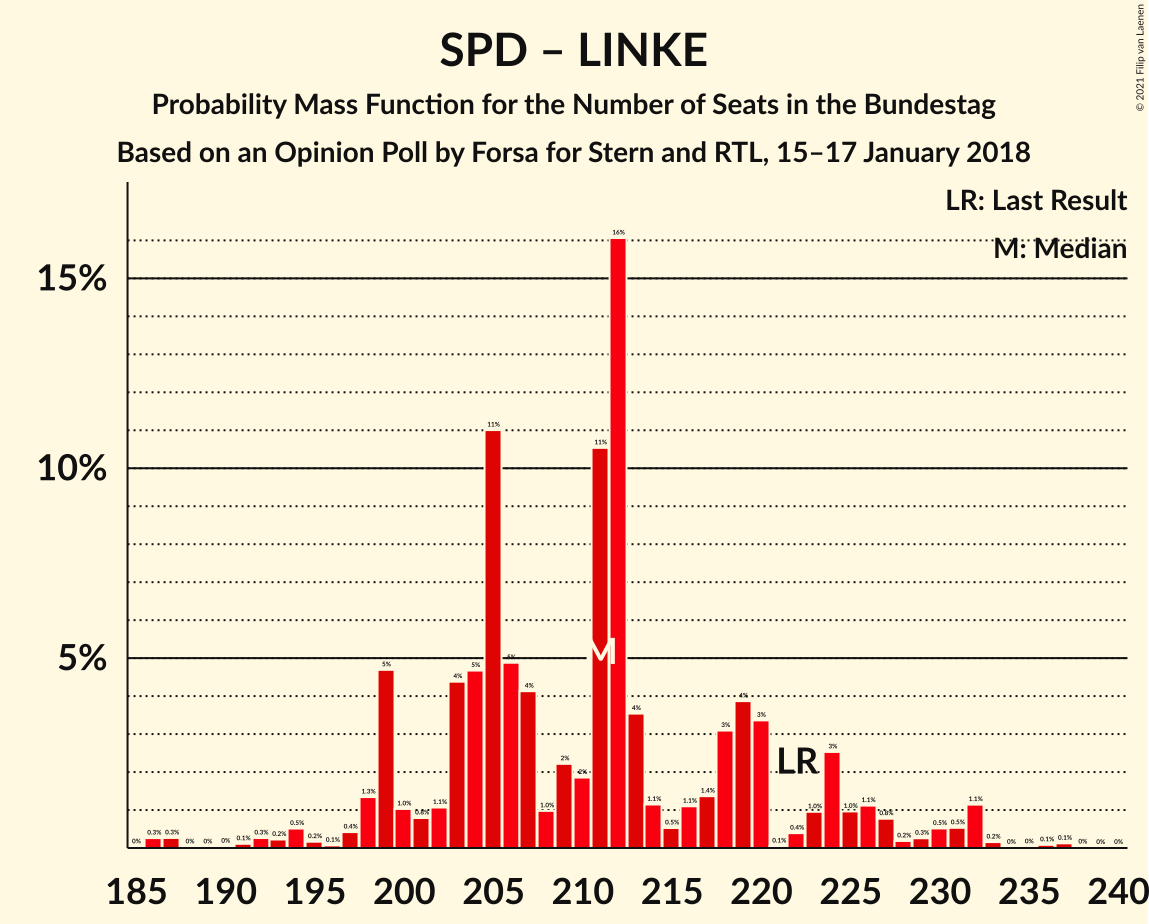 SPD – LINKE
Probability Mass Function for the Number of Seats in the Bundestag
Based on an Opinion Poll by Forsa for Stern and RTL, 15–17 January 2018
© 2021 Filip van Laenen
LR: Last Result
M: Median
15%
10%
5%
0% 0.3% 0.3% 0% 0% 0% 0.1% 0.3% 0.2% 0.5% 0.2% 0.1% 0.4% 1.3% 5% 1.0% 0.8% 1.1% 4% 5% 11% 5% 4% 1.0% 2% 2% 11% 16% 4% 1.1% 0.5% 1.1% 1.4% 3% 4% 3% 0.1% 0.4% 1.0% 3% 1.0% 1.1% 0.8% 0.2% 0.3% 0.5% 0.5% 1.1% 0.2% 0% 0% 0.1% 0.1% 0% 0% 0%
M
LR
185 190 195 200 205 210 215 220 225 230 235 240